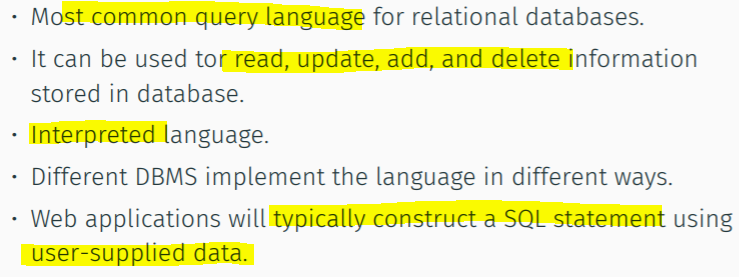 • Most common query language for relational databases.
• It can be used tor read, update, add, and delete information
stored in database.
• Interpreted language.
• Different DBMS implement the language in different ways.
• Web applications will typically construct a SQL statement using
user-supplied data.